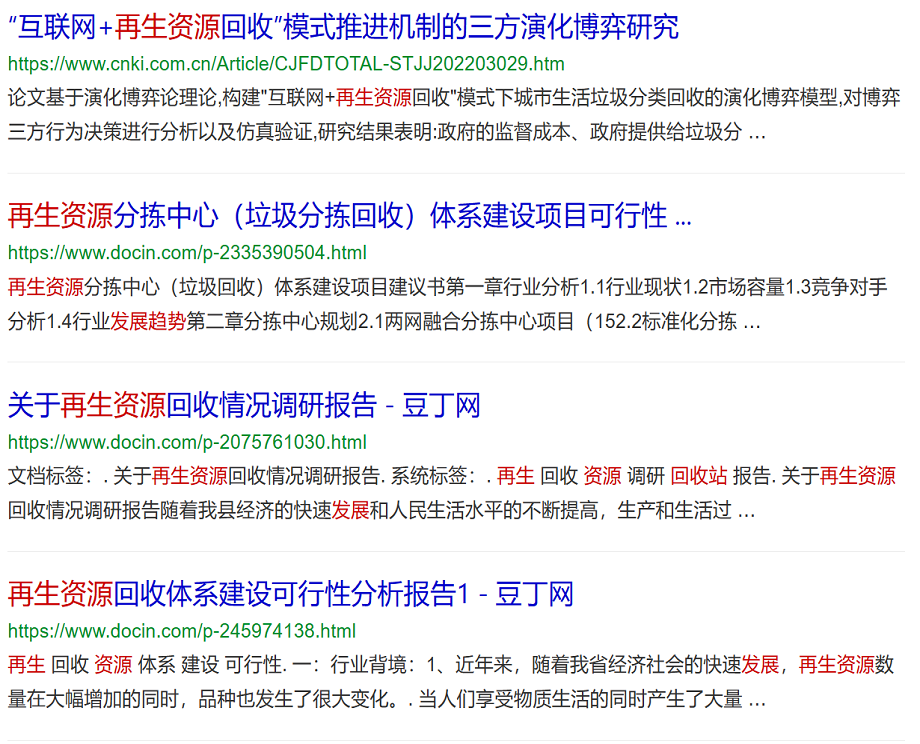 “互联网+再生资源回收”模式推进机制的三方演化博弈研究
https://www.cnki.com.cn/Article/CJFDTOTAL-STJJ202203029.htm
论文基于演化博弈论理论,构建"互联网+再生资源回收"模式下城市生活垃圾分类回收的演化博弈模型,对博弈
三方行为决策进行分析以及仿真验证,研究结果表明:政府的监督成本、政府提供给垃圾分 ...
再生资源分拣中心（垃圾分拣回收）体系建设项目可行性 ...
https://www.docin.com/p-2335390504.html
再生资源分拣中心（垃圾回收）体系建设项目建议书第一章行业分析1.1行业现状1.2市场容量1.3竞争对手
分析1.4行业发展趋势第二章分拣中心规划2.1两网融合分拣中心项目（152.2标准化分拣 ...
关于再生资源回收情况调研报告 - 豆丁网
https://www.docin.com/p-2075761030.html
文档标签：. 关于再生资源回收情况调研报告. 系统标签：. 再生 回收 资源 调研 回收站 报告. 关于再生资源
回收情况调研报告随着我县经济的快速发展和人民生活水平的不断提高，生产和生活过 ...
再生资源回收体系建设可行性分析报告1 - 豆丁网
https://www.docin.com/p-245974138.html
再生 回收 资源 体系 建设 可行性. 一：行业背境：1、近年来，随着我省经济社会的快速发展，再生资源数
量在大幅增加的同时，品种也发生了很大变化。. 当人们享受物质生活的同时产生了大量 ...